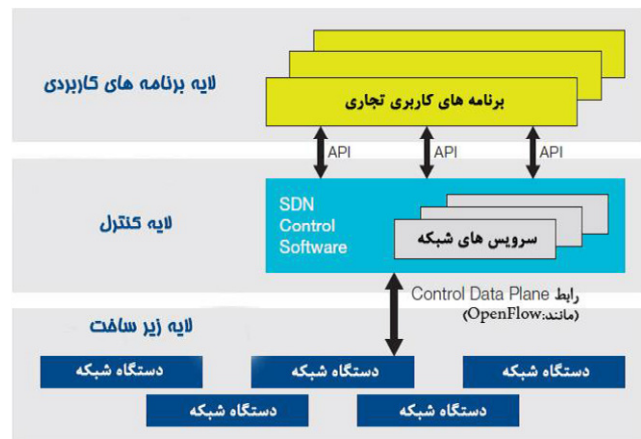 لایه برنامه های کاربردی
برنامه های کاربری تجاری
API
API
API
لایه کنترل
SDN
Control
Software
سرویس های شبکه
رابط Control Data Plane
(مانند:OpenFlow)
لایه زیر ساخت
دستگاه شبکه
دستگاه شبکه
دستگاه شبکه
دستگاه شبکه
دستگاه شبکه